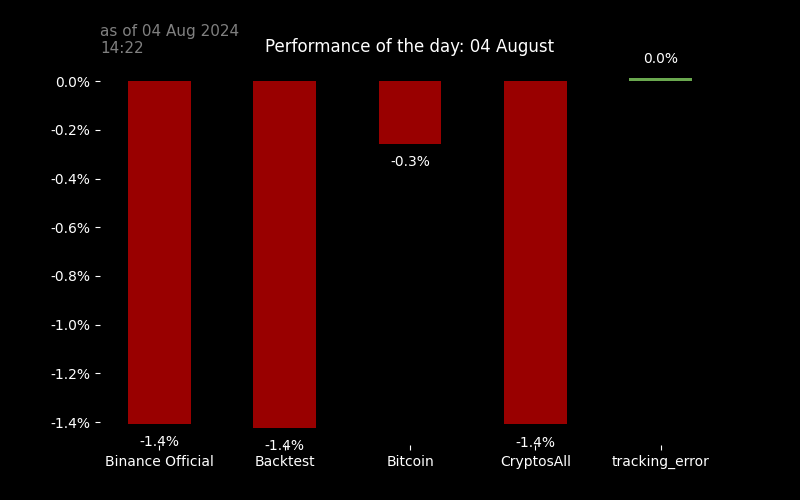 as of 04 Aug 2024
14:22
Performance of the day: 04 August
0.0%
0.0%
-0.2%
-0.3%
-0.4%
-0.6%
-0.8%
-1.0%
-1.2%
-1.4%
-1.4%
-1.4%
-1.4%
Binance Official
Backtest
Bitcoin
CryptosAll
tracking_error